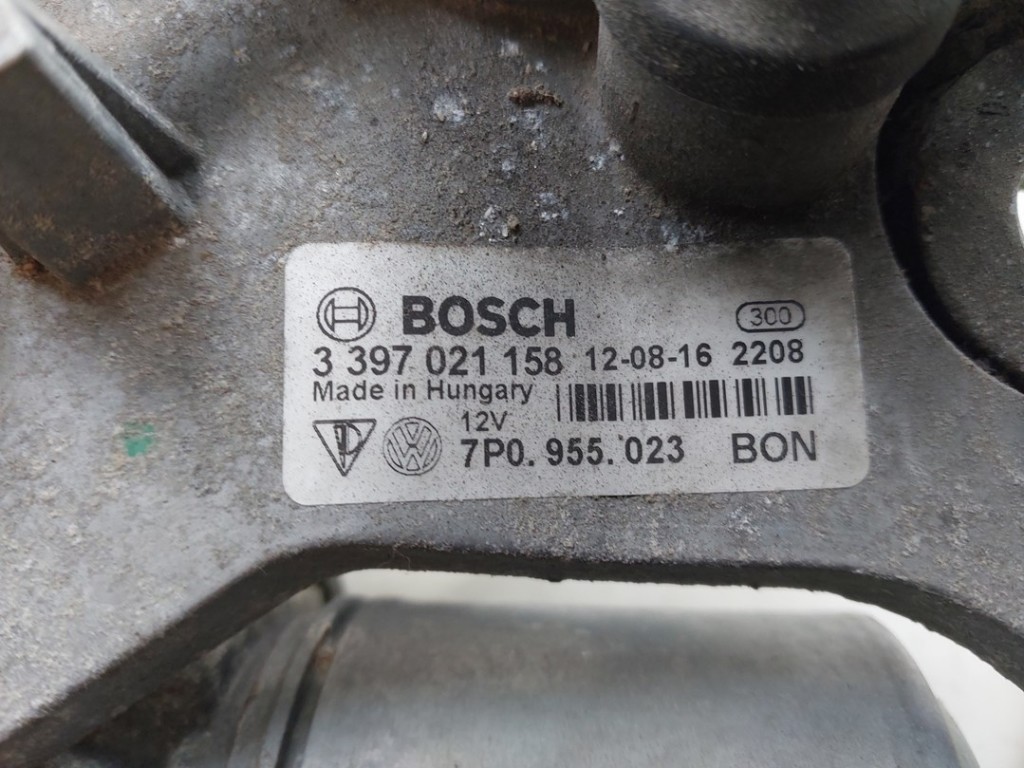 BOSCH 300
3 397 021 158 12-08-16 2208
Made in Hungary
12V
7P0. 955. 023 BON